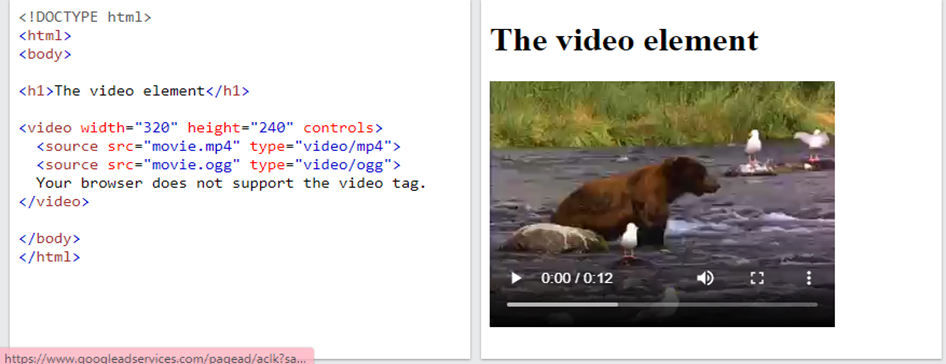 <!DOCTYPE html>
<html>
<body>
<h1>The video element</h1>
<video width="320" height="240" controls>
<source src="movie.mp4" type="video/mp4">
<source src="movie.ogg" type="video/ogg">
Your browser does not support the video tag.
</video>
</body>
</html>
https://www.googleadservices.com/pagead/aclk?sa...
The video element
0:00 / 0:12